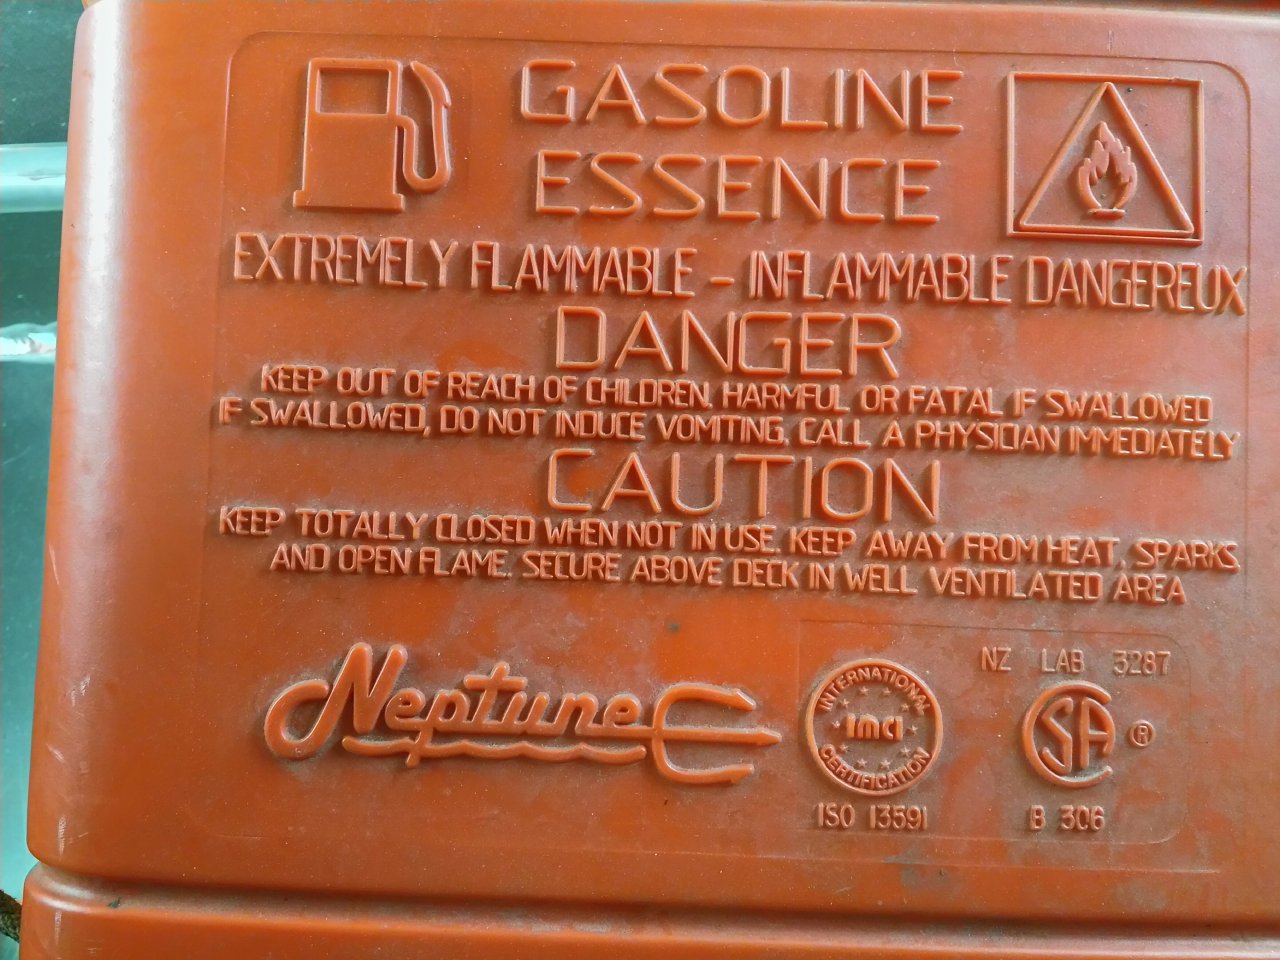 GASOLINE
ESSENCE
EXTREMELY FLAMMABLE - INFLAMMABLE DANGEREUX
DANGER
KEEP OUT OF REACH OF CHILDREN. HARMFUL OR FATAL IF SWALLOWED
IF SWALLOWED, DO NOT INDUCE VOMITING. CALL A PHYSICIAN IMMEDIATELY
CAUTION
KEEP TOTALLY CLOSED WHEN NOT IN USE. KEEP AWAY FROM HEAT, SPARKS
AND OPEN FLAME. SECURE ABOVE DECK IN WELL VENTILATED AREA
Neptune
INTERNATIONAL
IMCI
CERTIFICATION
ISO 13591
NZ LAB 3287
SA ®
B 306